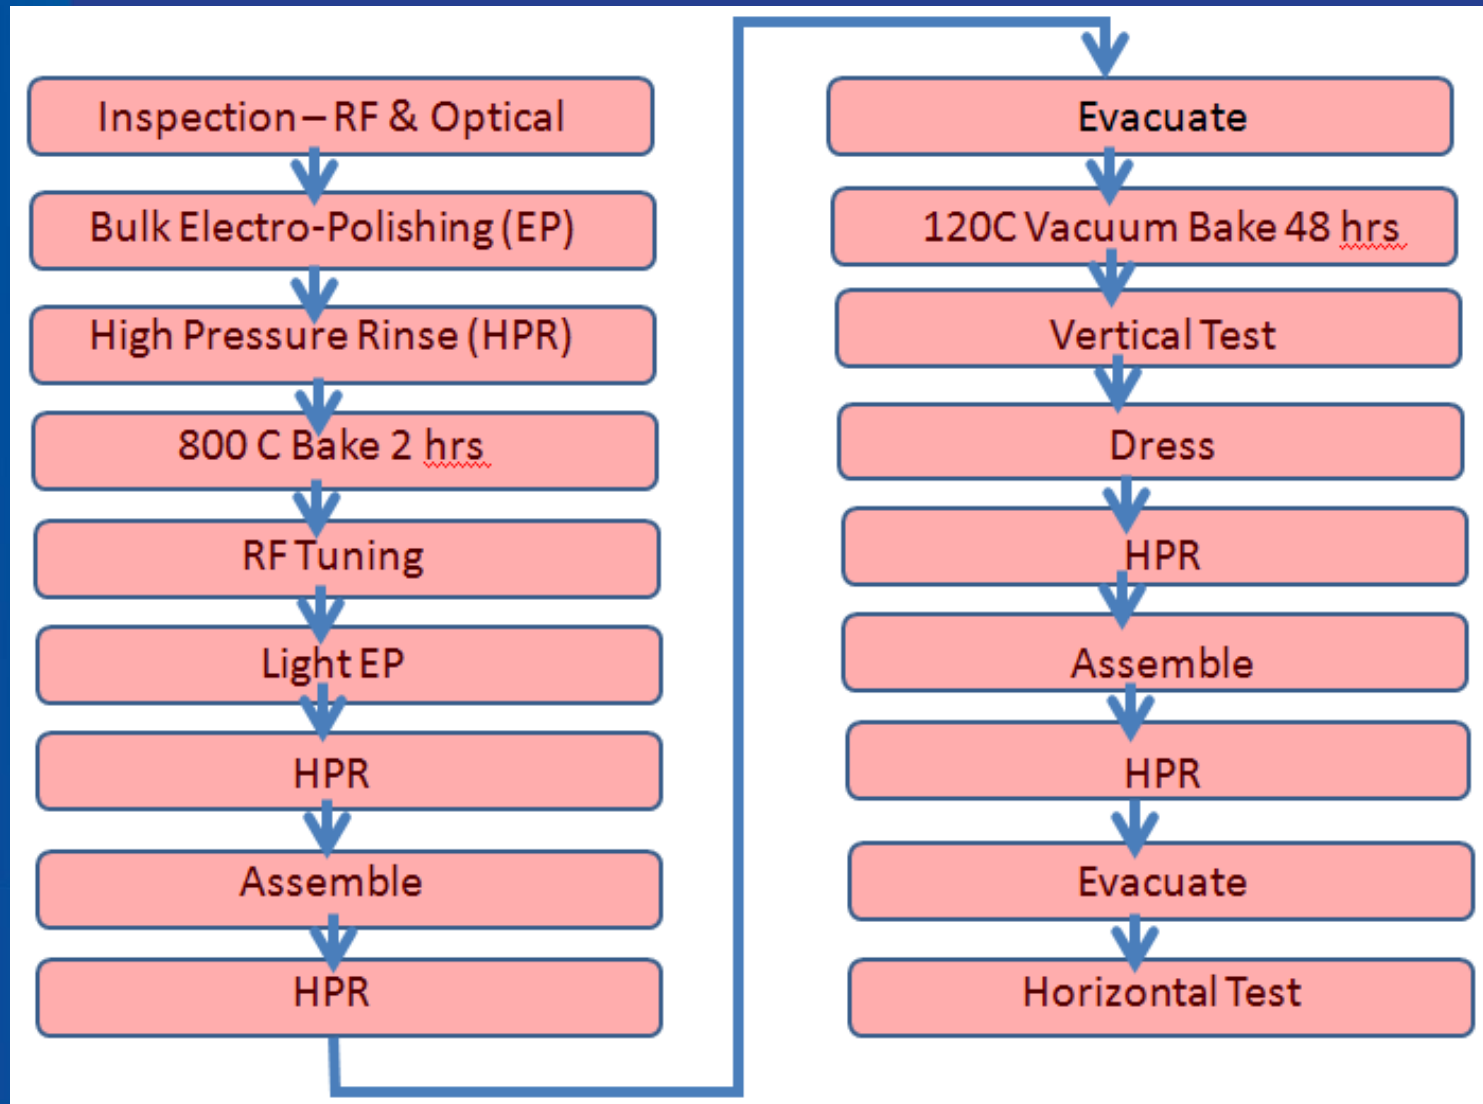 Inspection – RF & Optical
Bulk Electro-Polishing (EP)
High Pressure Rinse (HPR)
800 C Bake 2 hrs
RF Tuning
Light EP
HPR
Assemble
HPR
Evacuate
120C Vacuum Bake 48 hrs
Vertical Test
Dress
HPR
Assemble
HPR
Evacuate
Horizontal Test